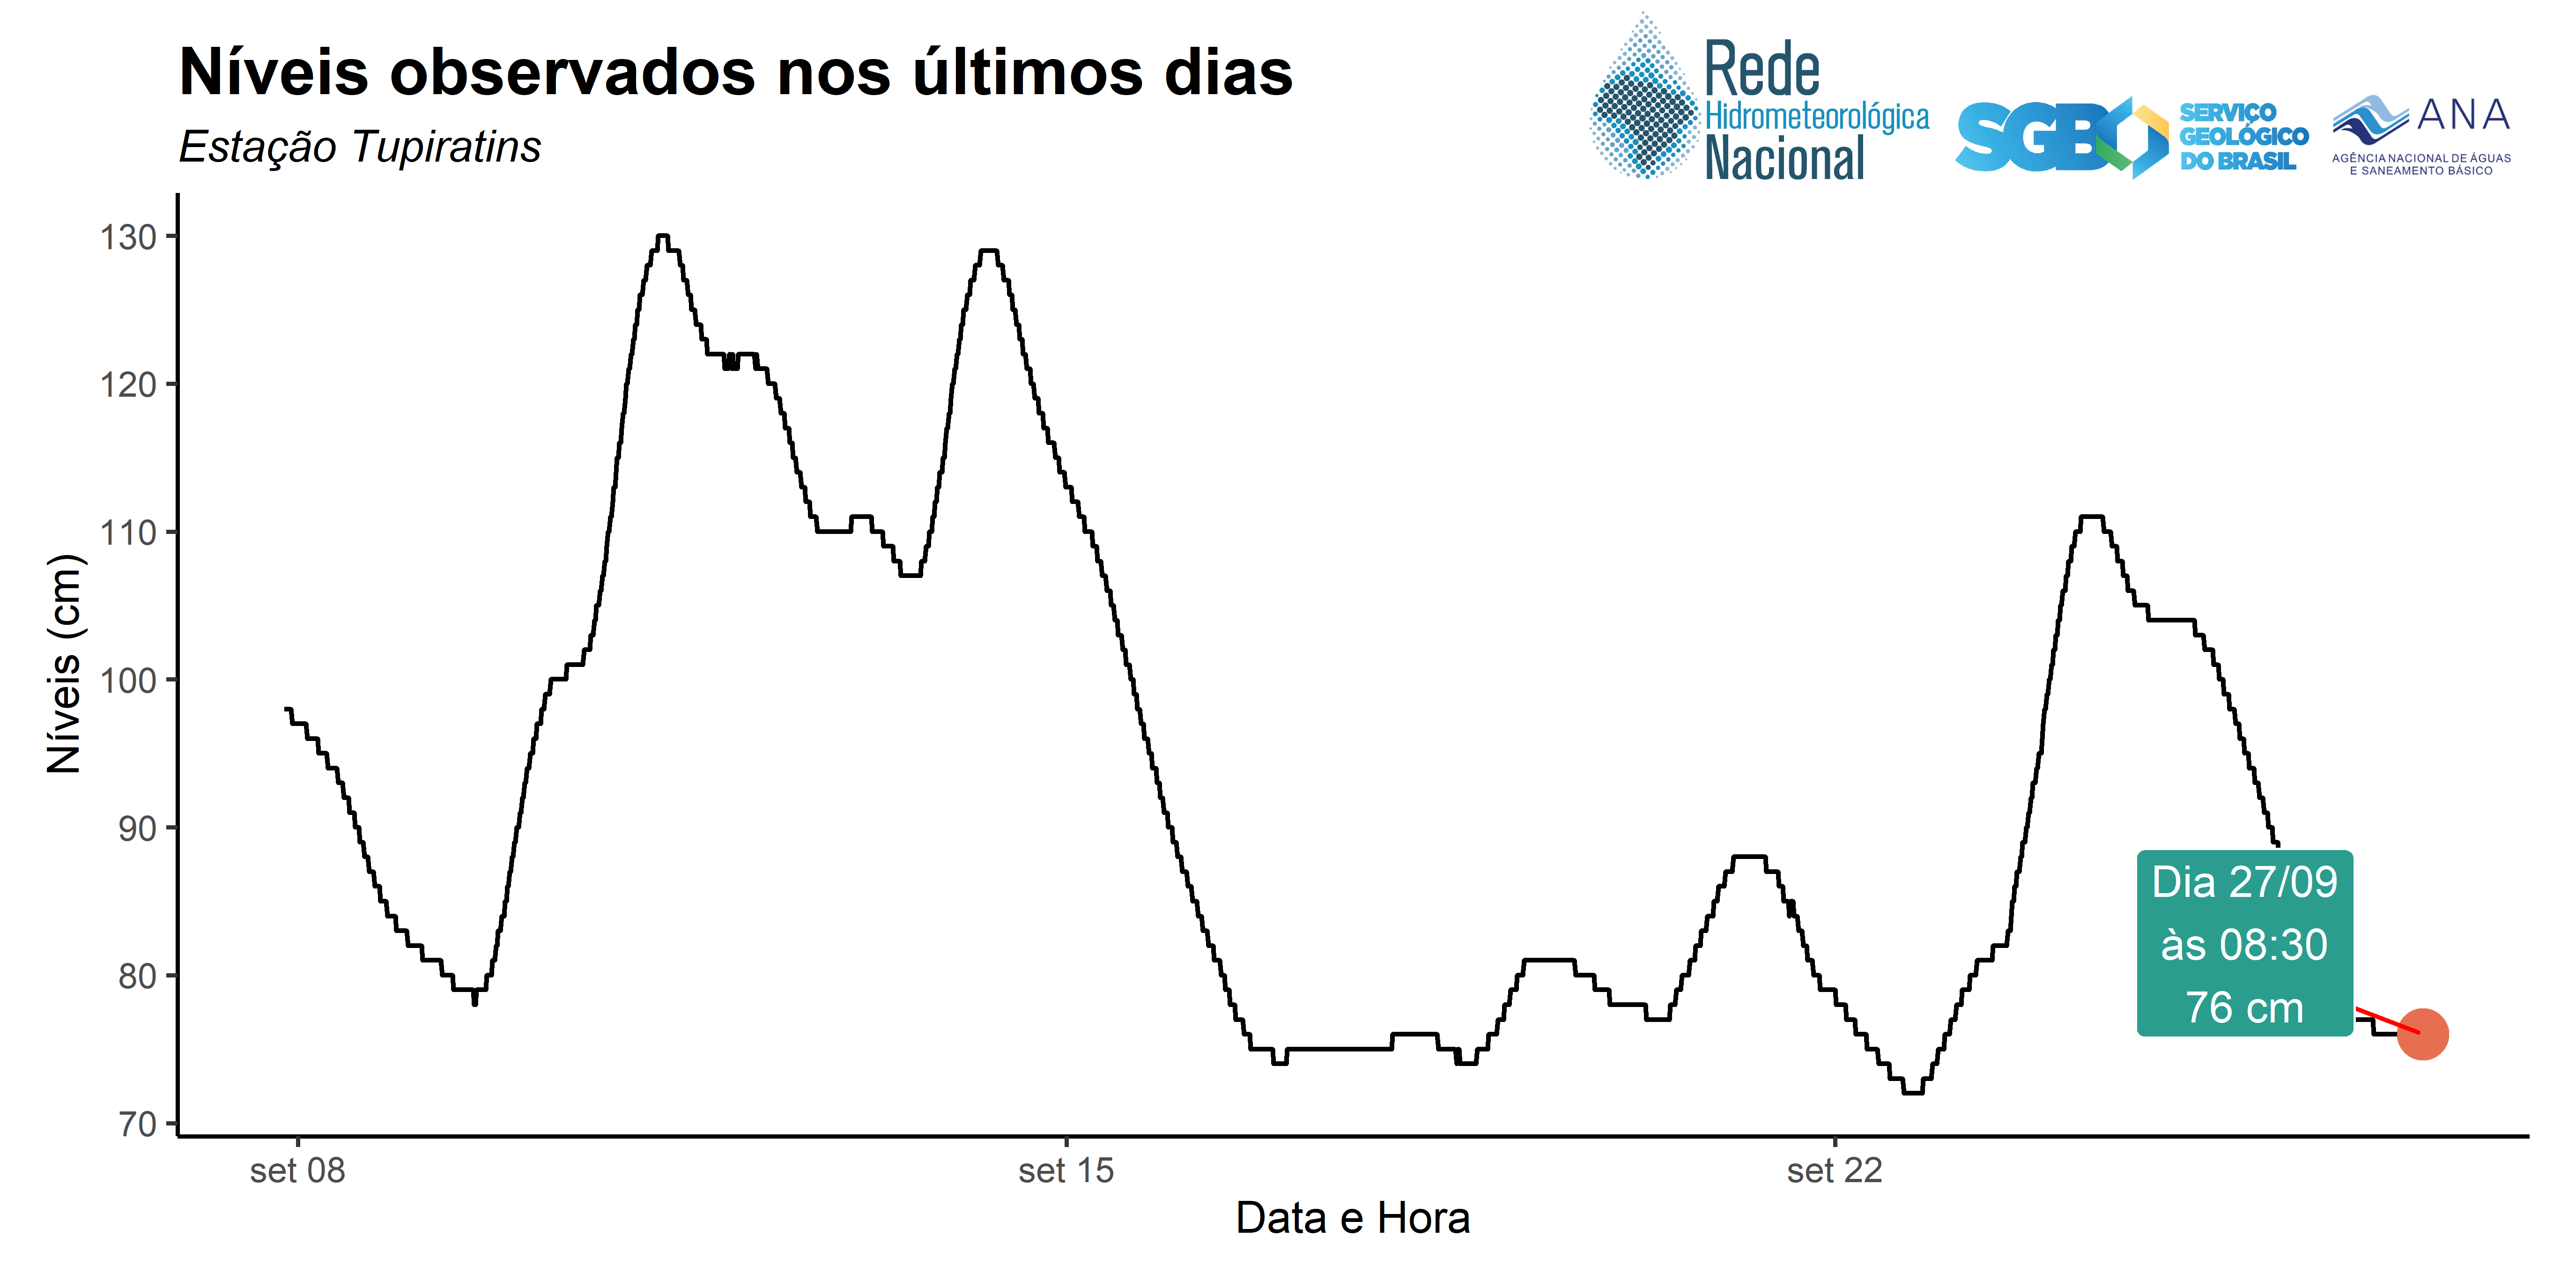 Níveis observados nos últimos dias
Estação Tupiratins
Rede
Hidrometeorológica
Nacional
SGB
SERVIÇO
GEOLÓGICO
DO BRASIL
ANA
AGÊNCIA NACIONAL DE ÁGUAS
E SANEAMENTO BÁSICO
Níveis (cm)
130
120
110
100
90
80
70
Dia 27/09
às 08:30
76 cm
set 08
set 15
set 22
Data e Hora